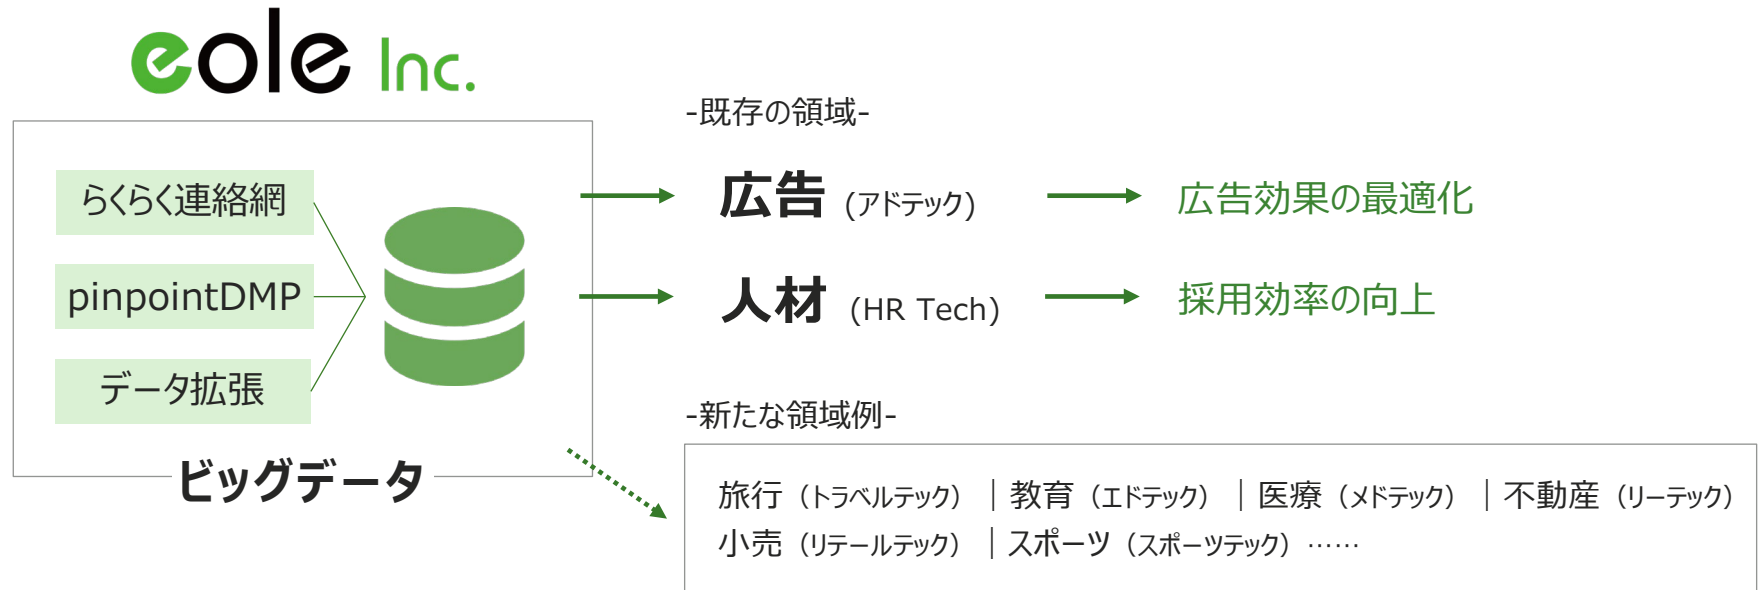 eole Inc.
らくらく連絡網
pinpointDMP
データ拡張
ビッグデータ
-既存の領域-
広告 (アドテック)
広告効果の最適化
人材 (HR Tech)
採用効率の向上
-新たな領域例-
旅行（トラベルテック）｜教育（エドテック）｜医療（メドテック）｜不動産（リーテック）
小売（リテールテック）｜スポーツ（スポーツテック）……